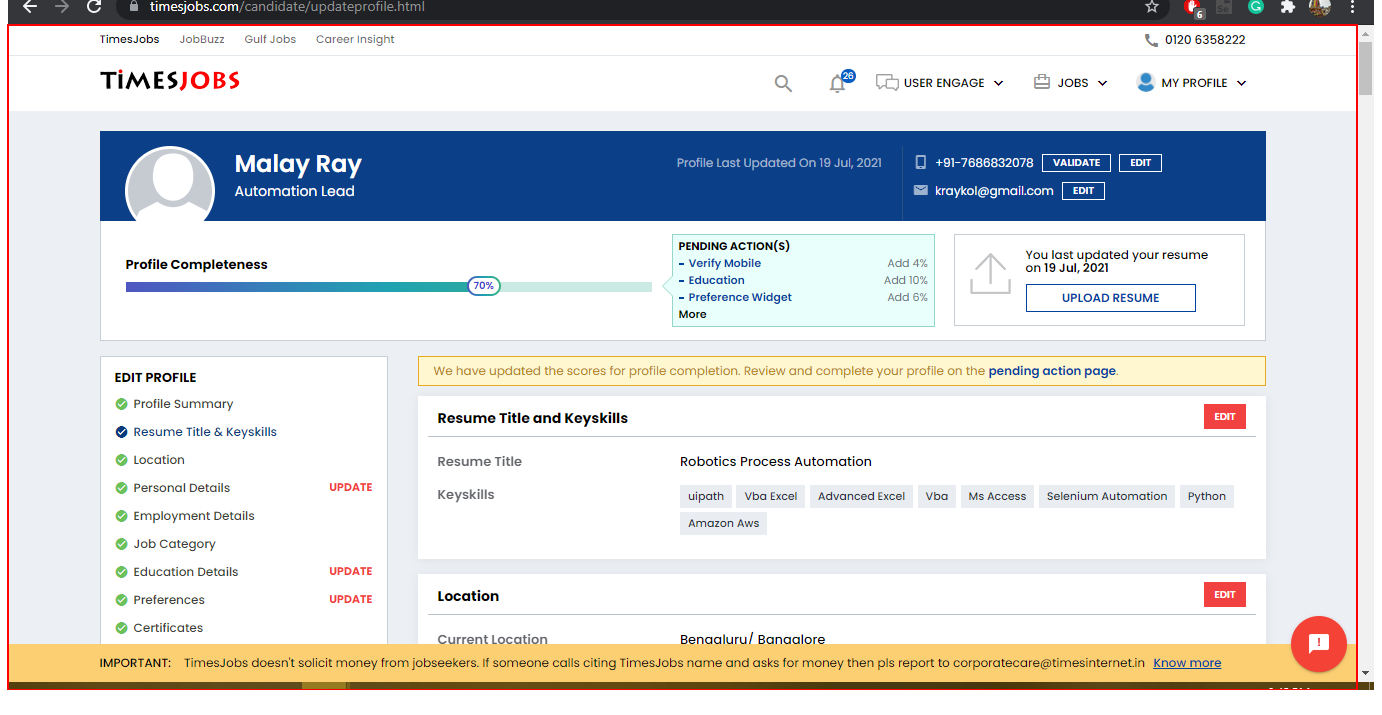 timesjobs.com/candidate/updateprofile.html
6
TimesJobs JobBuzz Gulf Jobs Career Insight 0120 6358222
TiMESJOBS
26
USER ENGAGE JOBS MY PROFILE
Malay Ray
Automation Lead
Profile Last Updated On 19 Jul, 2021
+91-7686832078 VALIDATE EDIT
kraykol@gmail.com EDIT
Profile Completeness
70%
PENDING ACTION(S)
- Verify Mobile Add 4%
- Education Add 10%
- Preference Widget Add 6%
More
You last updated your resume
on 19 Jul, 2021
UPLOAD RESUME
EDIT PROFILE
Profile Summary
Resume Title & Keyskills
Location
Personal Details UPDATE
Employment Details
Job Category
Education Details UPDATE
Preferences UPDATE
Certificates
We have updated the scores for profile completion. Review and complete your profile on the pending action page.
Resume Title and Keyskills EDIT
Resume Title Robotics Process Automation
Keyskills uipath Vba Excel Advanced Excel Vba Ms Access Selenium Automation Python
Amazon Aws
Location EDIT
Current Location Bengaluru/ Bangalore
IMPORTANT: TimesJobs doesn't solicit money from jobseekers. If someone calls citing TimesJobs name and asks for money then pls report to corporatecare@timesinternet.in Know more